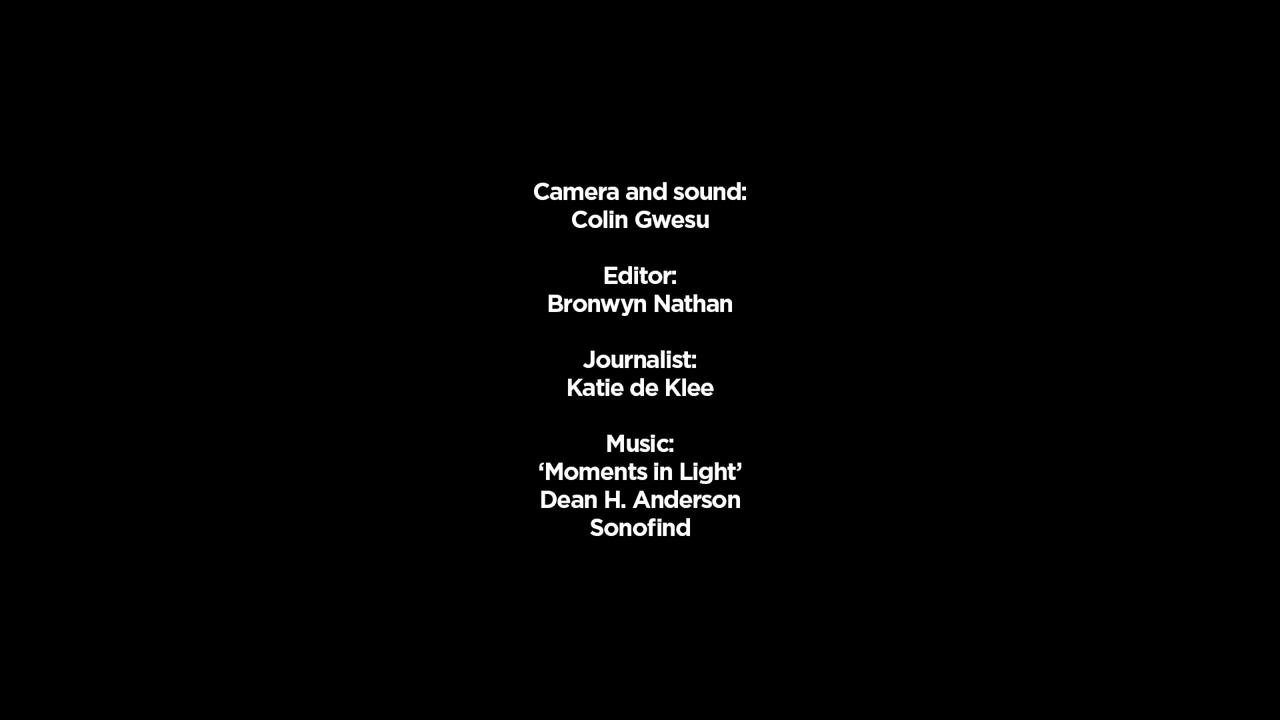 Camera and sound:
Colin Gwesu
Editor:
Bronwyn Nathan
Journalist:
Katie de Klee
Music:
‘Moments in Light’
Dean H. Anderson
Sonofind